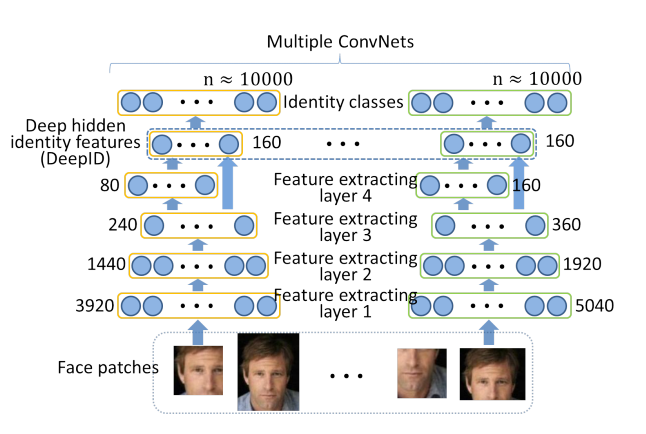 Multiple ConvNets
n ≈ 10000
n ≈ 10000
Identity classes
Deep hidden
identity features
(DeepID)
160
160
80
Feature extracting
layer 4
160
240
Feature extracting
layer 3
360
1440
Feature extracting
layer 2
1920
3920
Feature extracting
layer 1
5040
Face patches